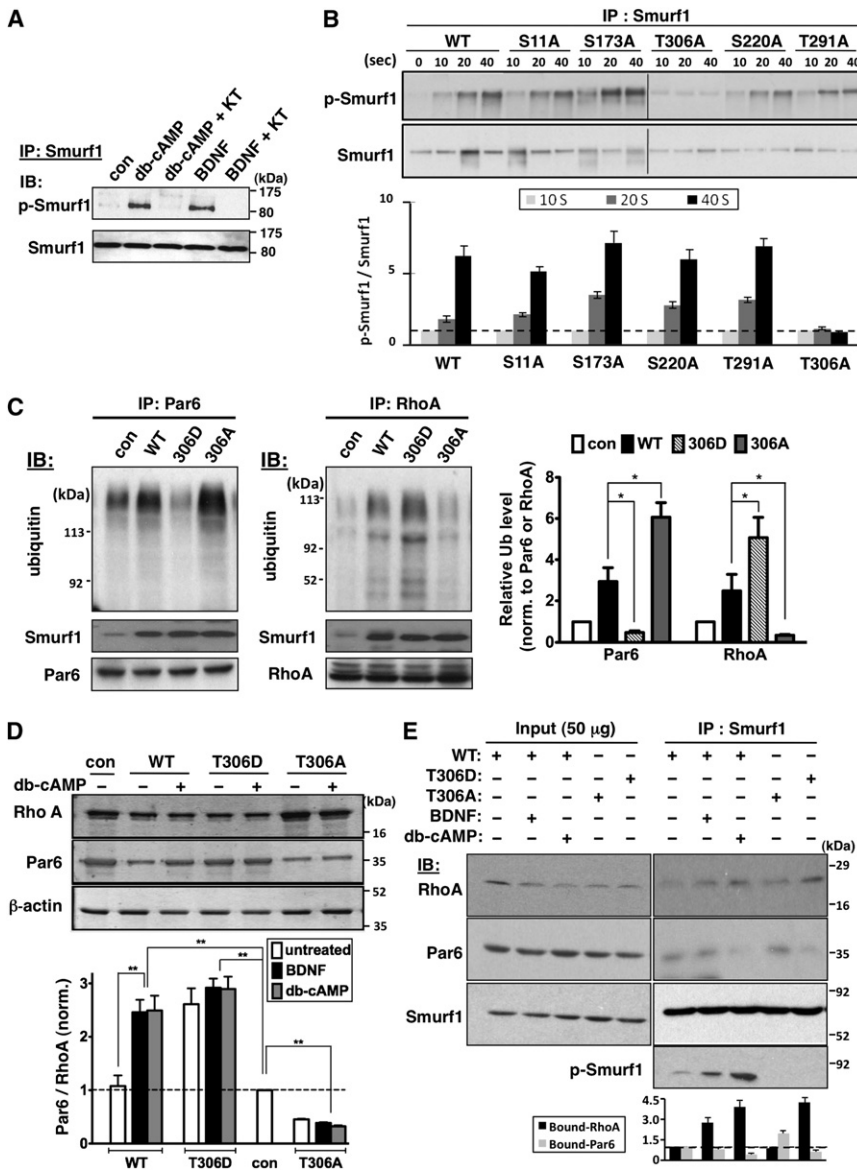 A
IP: Smurf1
con
db-cAMP
db-cAMP + KT
BDNF
BDNF + KT
IB:
(kDa)
p-Smurf1
175
80
Smurf1
175
80
B
IP : Smurf1
WT S11A S173A T306A S220A T291A
(sec) 0 10 20 40 10 20 40 10 20 40 10 20 40 10 20 40 10 20 40
p-Smurf1
Smurf1
10 S 20 S 40 S
p-Smurf1 / Smurf1
10
5
0
WT S11A S173A S220A T291A T306A
C
IP: Par6
con WT 306D 306A
IB:
(kDa)
113
92
ubiquitin
Smurf1
Par6
IP: RhoA
con WT 306D 306A
IB:
(kDa)
113
92
52
ubiquitin
Smurf1
RhoA
con WT 306D 306A
Relative Ub level
(norm. to Par6 or RhoA)
8
6
4
2
0
* * * *
Par6 RhoA
D
con WT T306D T306A
db-cAMP – – + – + – +
(kDa)
Rho A
16
Par6
35
52
β-actin
35
untreated
BDNF
db-cAMP
Par6 / RhoA (norm.)
3
2
1
0
** ** ** **
WT T306D con T306A
E
Input (50 μg) IP : Smurf1
WT: + + + – – + + + – –
T306D: – – – – + – – – – +
T306A: – – – + – – – – + –
BDNF: – + – – – – + – – –
db-cAMP: – – + – – – – + – –
(kDa)
IB:
RhoA
29
16
Par6
35
92
Smurf1
52
p-Smurf1
92
Bound-RhoA
Bound-Par6
4.5
3.0
1.5
0